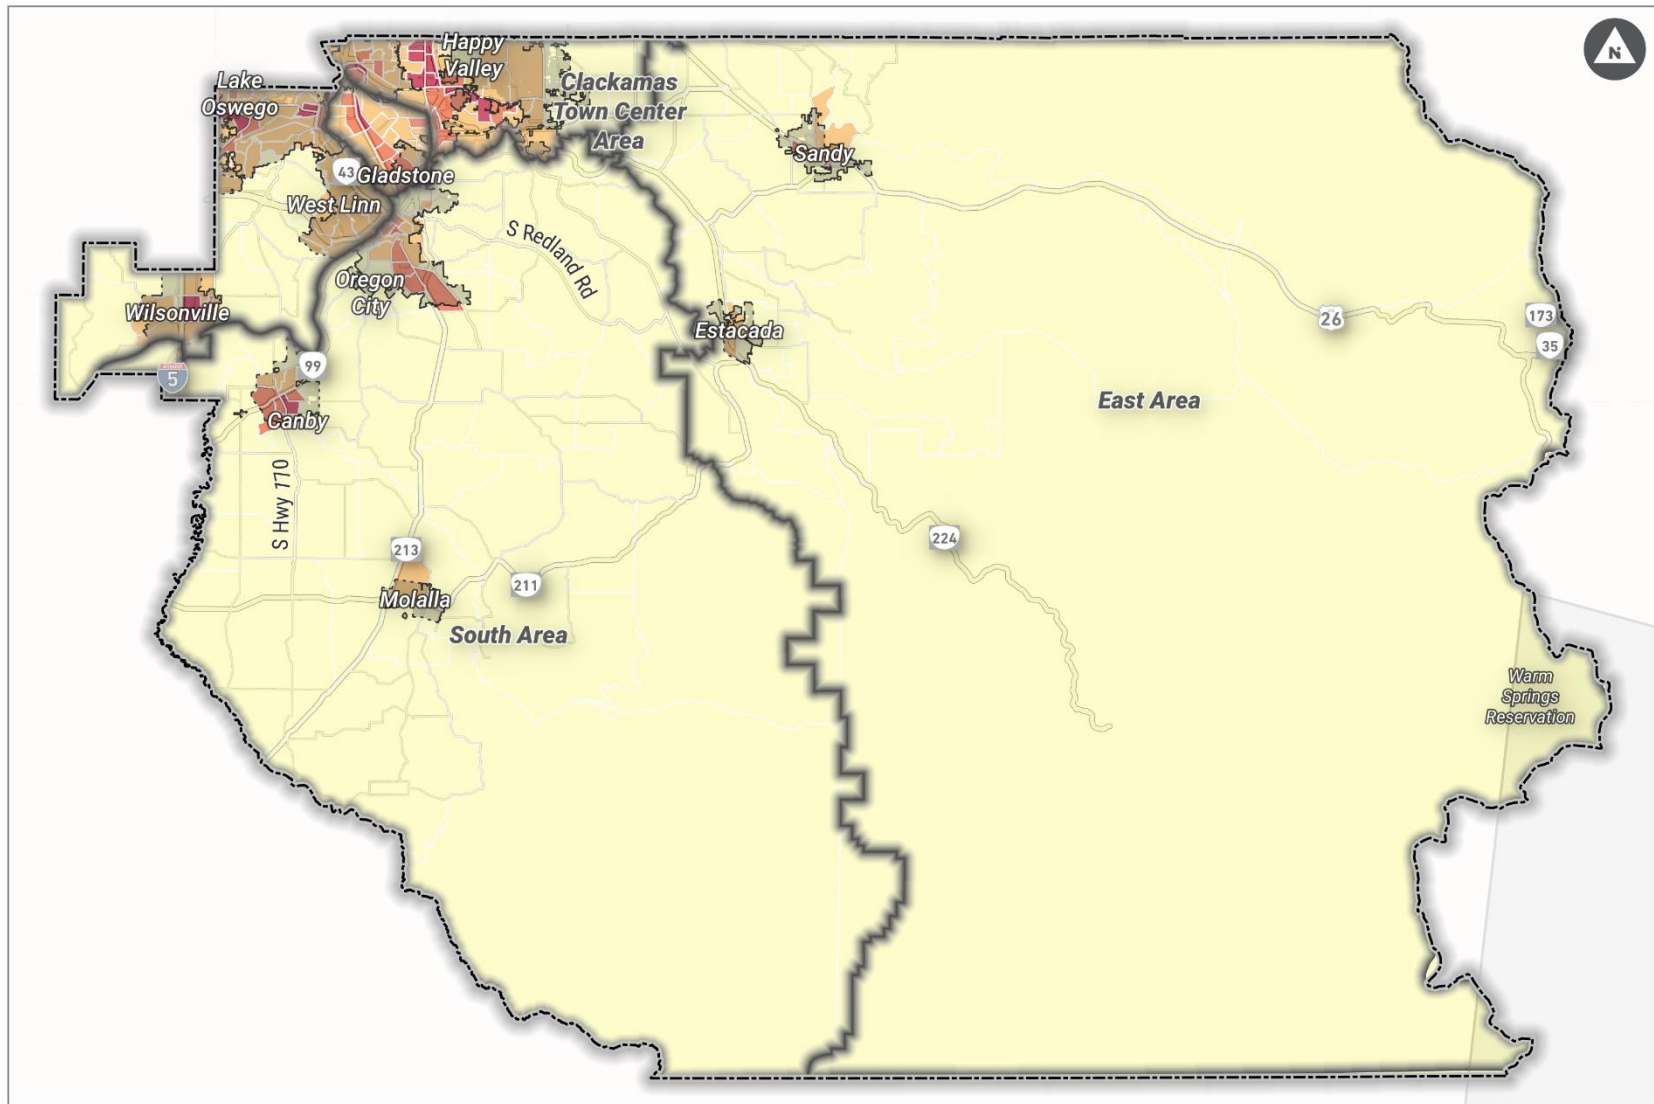 N
Happy
Valley
Lake
Oswego
Clackamas
Town Center
Area
Sandy
43
Gladstone
West Linn
S Redland Rd
Oregon
City
Wilsonville
Estacada
26
173
35
99
5
East Area
Canby
S Hwy 170
213
224
211
Molalla
South Area
Warm
Springs
Reservation